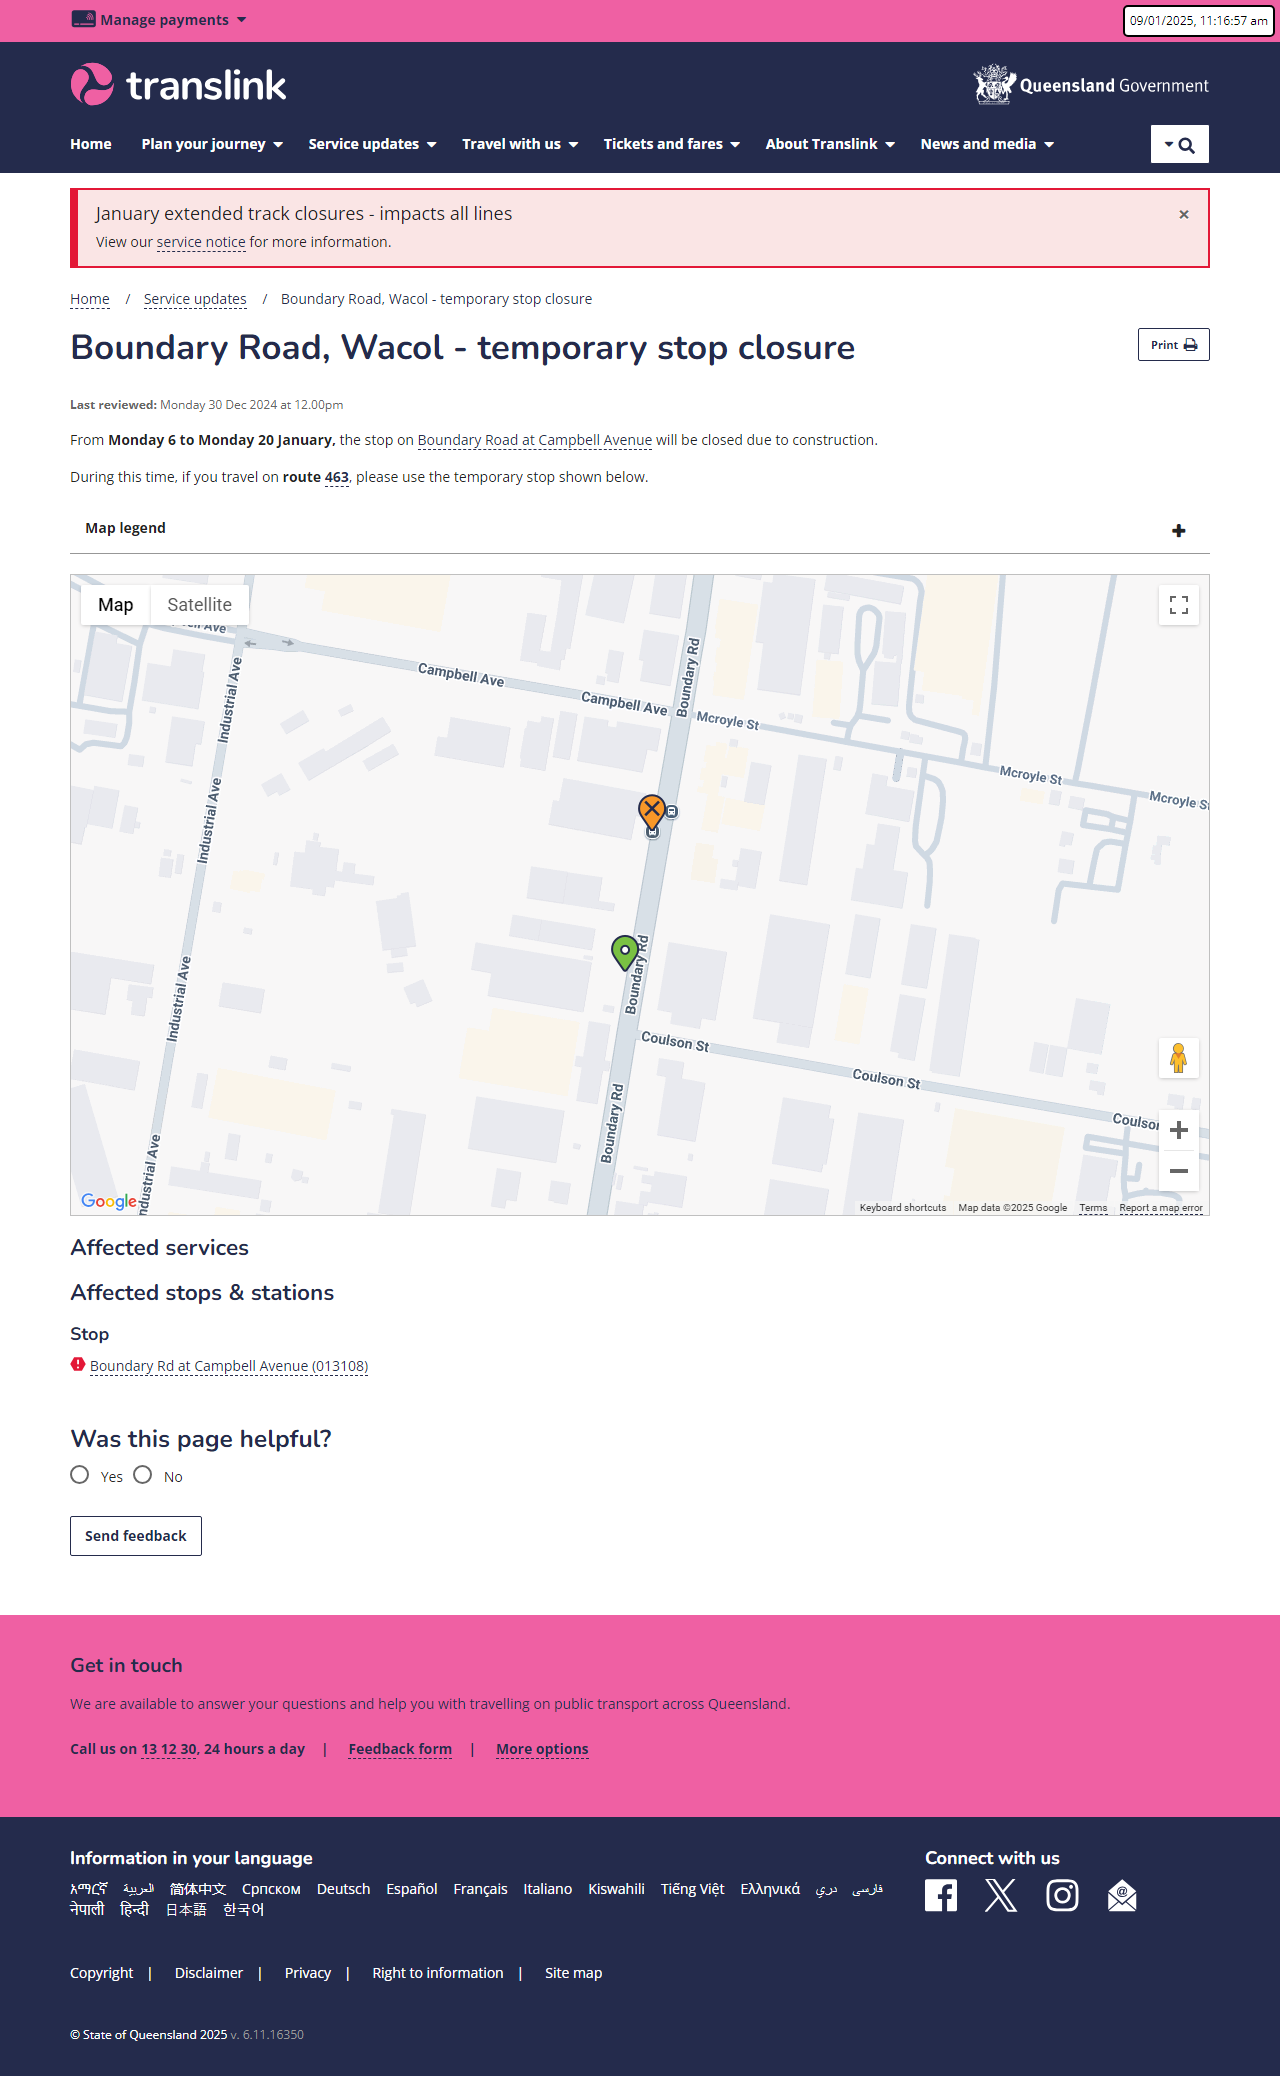 Manage payments
09/01/2025, 11:16:57 am
translink
Queensland Government
Home Plan your journey Service updates Travel with us Tickets and fares About Translink News and media
January extended track closures - impacts all lines
×
View our service notice for more information.
Home / Service updates / Boundary Road, Wacol - temporary stop closure
Boundary Road, Wacol - temporary stop closure
Print
Last reviewed: Monday 30 Dec 2024 at 12.00pm
From Monday 6 to Monday 20 January, the stop on Boundary Road at Campbell Avenue will be closed due to construction.
During this time, if you travel on route 463, please use the temporary stop shown below.
Map legend
Map Satellite
Campbell Ave
Campbell Ave
Boundary Rd
Mcroyle St
Mcroyle St
Mcroyle St
Industrial Ave
Industrial Ave
Industrial Ave
Boundary Rd
Coulson St
Coulson St
Boundary Rd
Google
Keyboard shortcuts Map data ©2025 Google Terms Report a map error
Affected services
Affected stops & stations
Stop
Boundary Rd at Campbell Avenue (013108)
Was this page helpful?
Yes No
Send feedback
Get in touch
We are available to answer your questions and help you with travelling on public transport across Queensland.
Call us on 13 12 30, 24 hours a day | Feedback form | More options
Information in your language
አማርኛ العربية 简体中文 Српском Deutsch Español Français Italiano Kiswahili Tiếng Việt Ελληνικά دری فارسی
नेपाली हिन्दी 日本語 한국어
Connect with us
Copyright | Disclaimer | Privacy | Right to information | Site map
© State of Queensland 2025 v. 6.11.16350